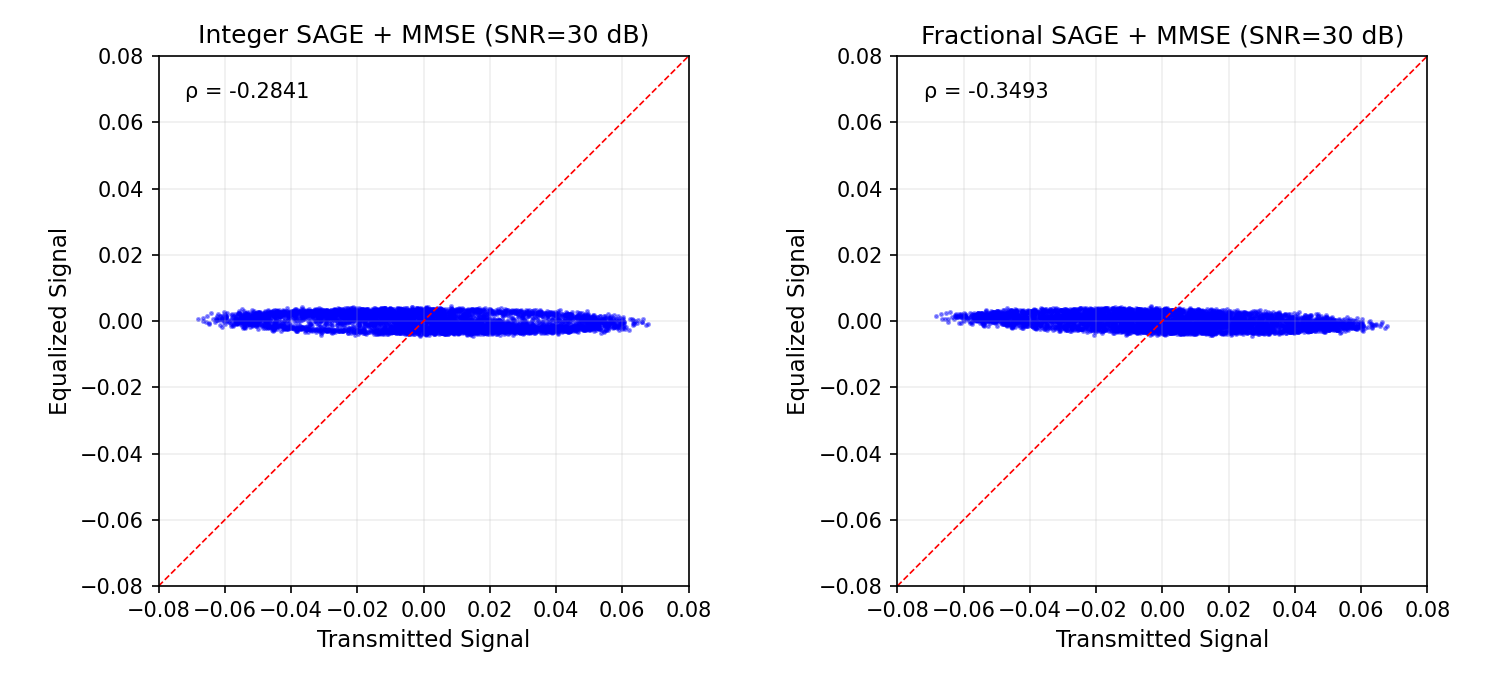 Integer SAGE + MMSE (SNR=30 dB)
ρ = -0.2841
0.08
0.06
0.04
0.02
0.00
−0.02
−0.04
−0.06
−0.08
Equalized Signal
−0.08 −0.06 −0.04 −0.02 0.00 0.02 0.04 0.06 0.08
Transmitted Signal
Fractional SAGE + MMSE (SNR=30 dB)
ρ = -0.3493
0.08
0.06
0.04
0.02
0.00
−0.02
−0.04
−0.06
−0.08
Equalized Signal
−0.08 −0.06 −0.04 −0.02 0.00 0.02 0.04 0.06 0.08
Transmitted Signal